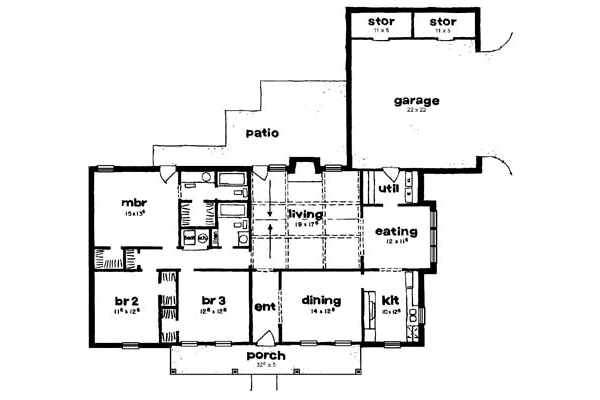 stor
11 x 5
stor
11 x 5
garage
22 x 22
patio
util
mbr
15 x 13⁶
living
19 x 17⁶
eating
12 x 11⁶
br 2
11⁶ x 12⁶
br 3
12⁶ x 12⁶
ent
dining
14 x 12⁶
kit
10 x 12⁶
porch
32⁰ x 5